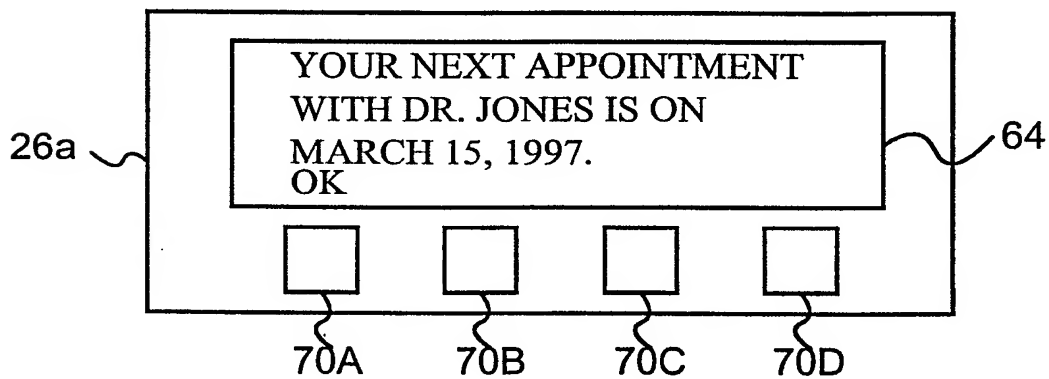 YOUR NEXT APPOINTMENT
WITH DR. JONES IS ON
MARCH 15, 1997.
OK
26a
64
70A 70B 70C 70D